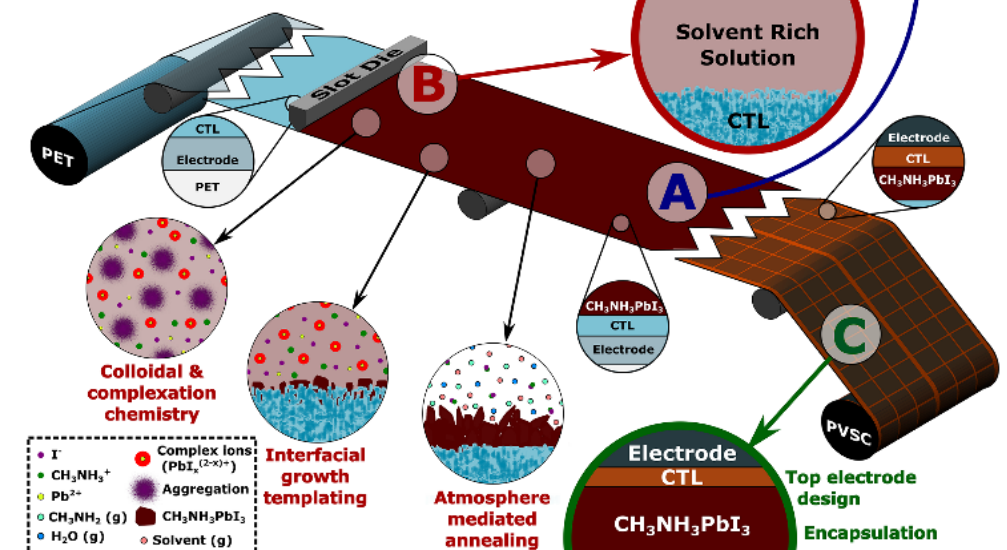 Solvent Rich
Solution
CTL
Slot Die
B
A
C
PET
CTL
Electrode
PET
Electrode
CTL
CH₃NH₃PbI₃
CH₃NH₃PbI₃
CTL
Electrode
PVSC
Colloidal &
complexation
chemistry
Interfacial
growth
templating
Atmosphere
mediated
annealing
Electrode
CTL
CH₃NH₃PbI₃
Top electrode
design
Encapsulation
I⁻
CH₃NH₃⁺
Pb²⁺
CH₃NH₂ (g)
H₂O (g)
Complex Ions
(PbIₓ⁽²⁻ˣ⁾⁺)
Aggregation
CH₃NH₃PbI₃
Solvent (g)